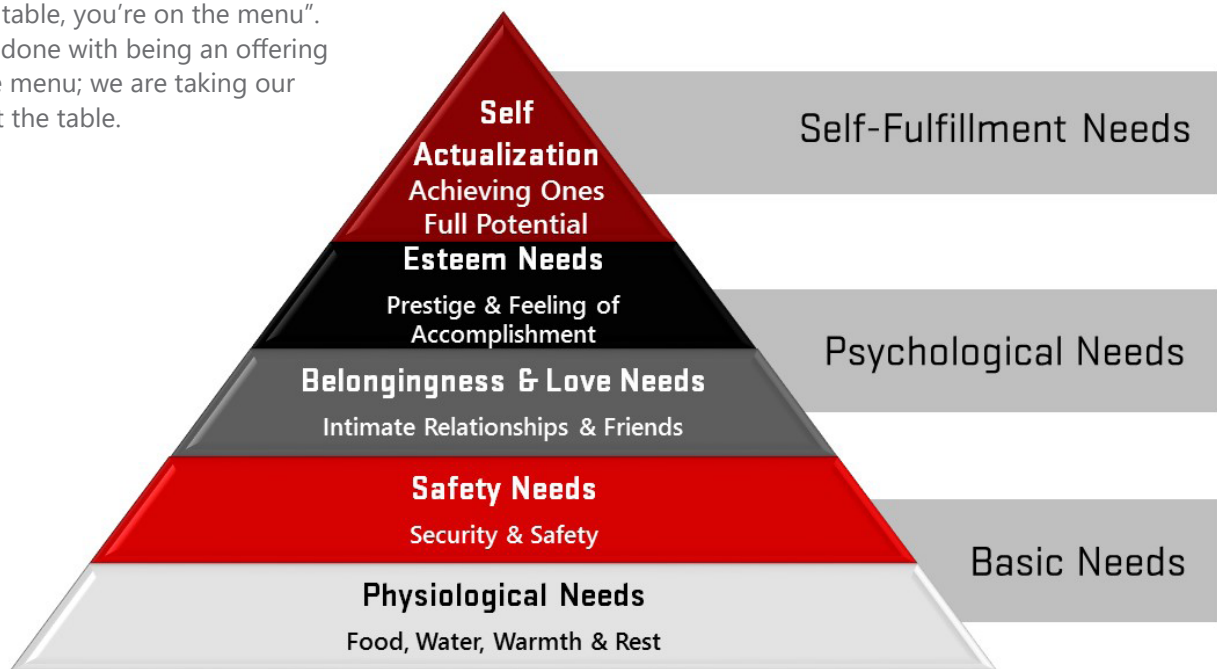 table, you’re on the menu”.
done with being an offering
menu; we are taking our
the table.
Self
Actualization
Achieving Ones
Full Potential
Self-Fulfillment Needs
Esteem Needs
Prestige & Feeling of
Accomplishment
Psychological Needs
Belongingness & Love Needs
Intimate Relationships & Friends
Safety Needs
Security & Safety
Basic Needs
Physiological Needs
Food, Water, Warmth & Rest